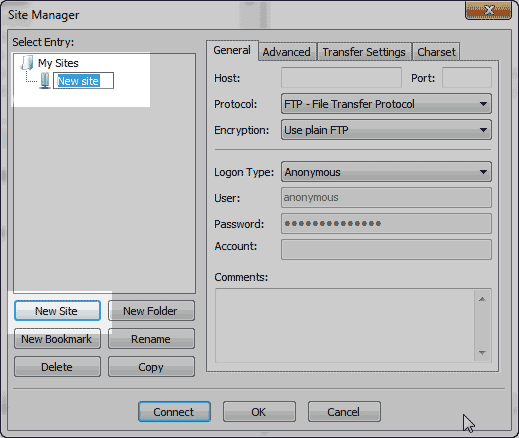 Site Manager
Select Entry:
My Sites
New site
New Site
New Folder
New Bookmark
Rename
Delete
Copy
General
Advanced
Transfer Settings
Charset
Host:
Port:
Protocol:
FTP - File Transfer Protocol
Encryption:
Use plain FTP
Logon Type:
Anonymous
User:
anonymous
Password:
••••••••••••••
Account:
Comments:
Connect
OK
Cancel